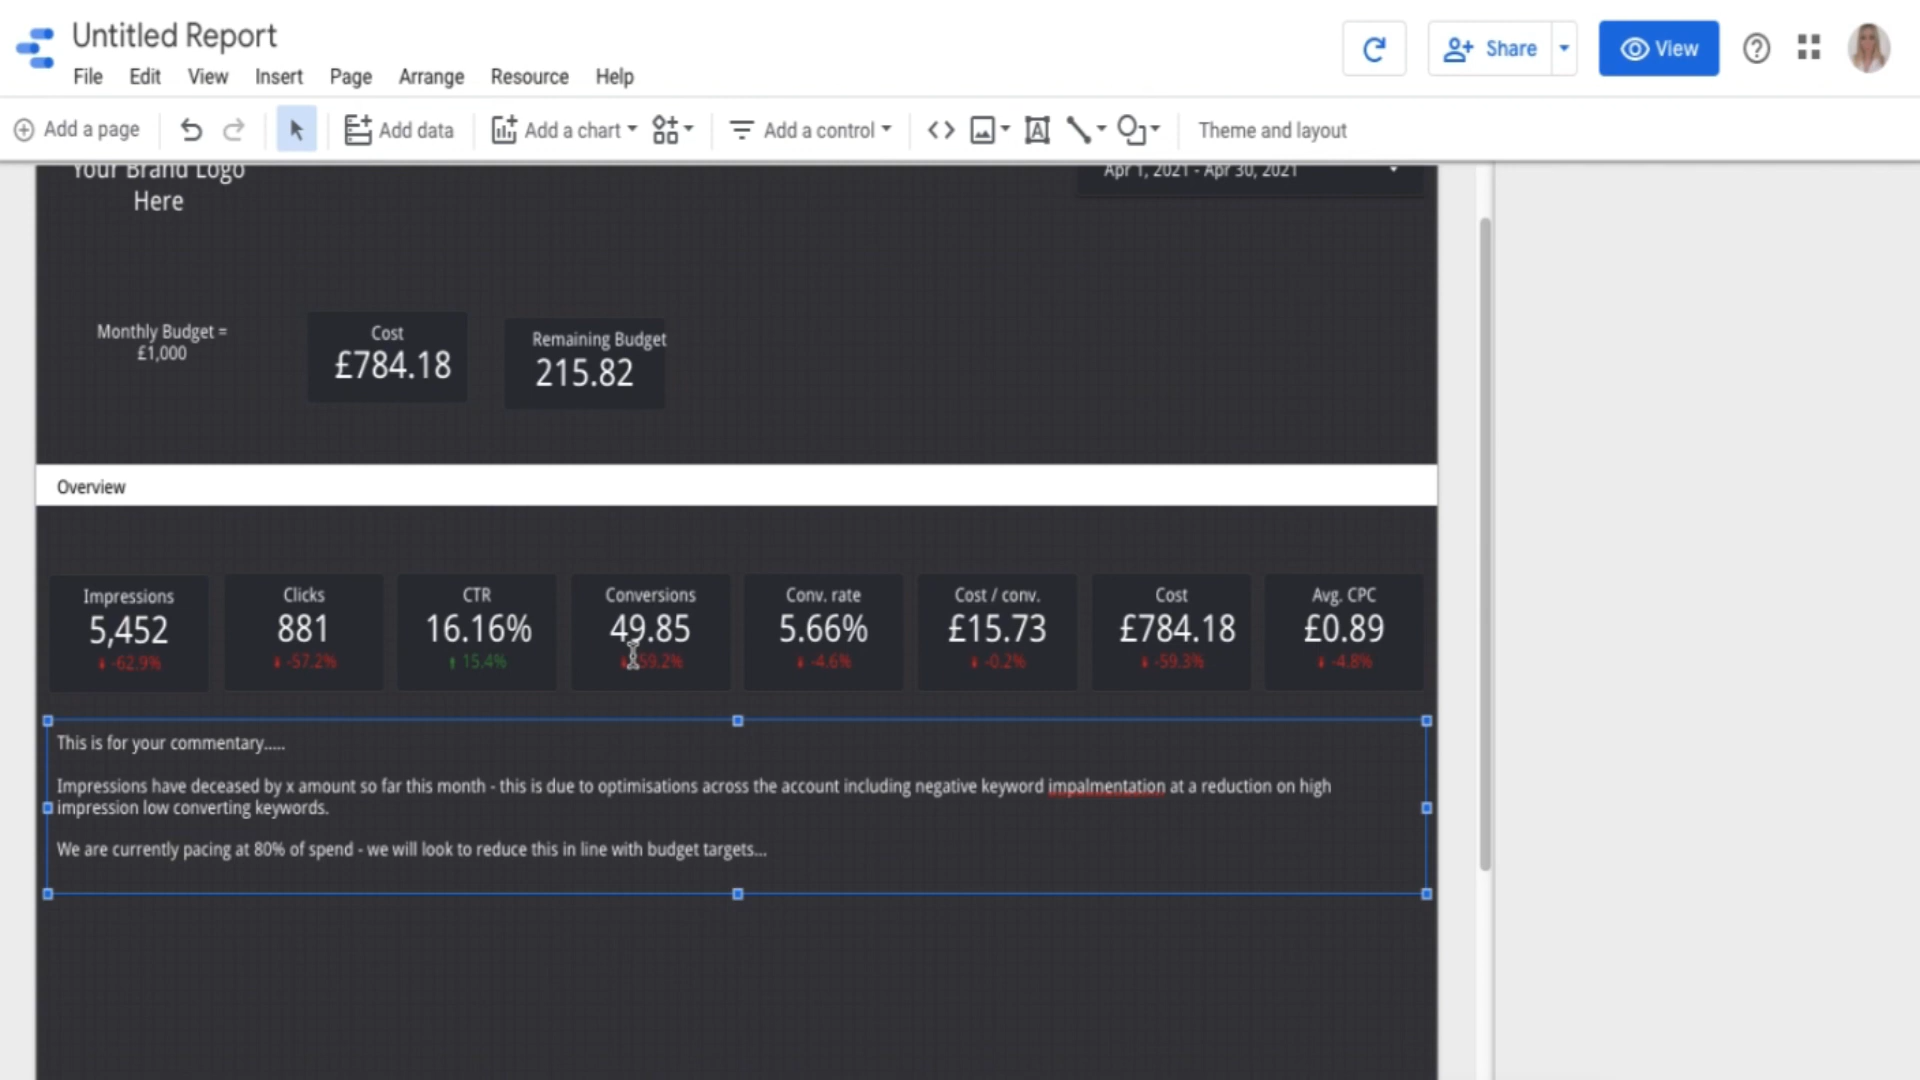 Untitled Report
File Edit View Insert Page Arrange Resource Help
Share
View
Add a page
Add data
Add a chart
Add a control
Theme and layout
Your Brand Logo
Here
Apr 1, 2021 - Apr 30, 2021
Monthly Budget =
£1,000
Cost
£784.18
Remaining Budget
215.82
Overview
Impressions
5,452
-62.9%
Clicks
881
-57.2%
CTR
16.16%
15.4%
Conversions
49.85
59.2%
Conv. rate
5.66%
-4.6%
Cost / conv.
£15.73
-0.2%
Cost
£784.18
-59.3%
Avg. CPC
£0.89
-4.8%
This is for your commentary.....
Impressions have deceased by x amount so far this month - this is due to optimisations across the account including negative keyword impalmentation at a reduction on high
impression low converting keywords.
We are currently pacing at 80% of spend - we will look to reduce this in line with budget targets...